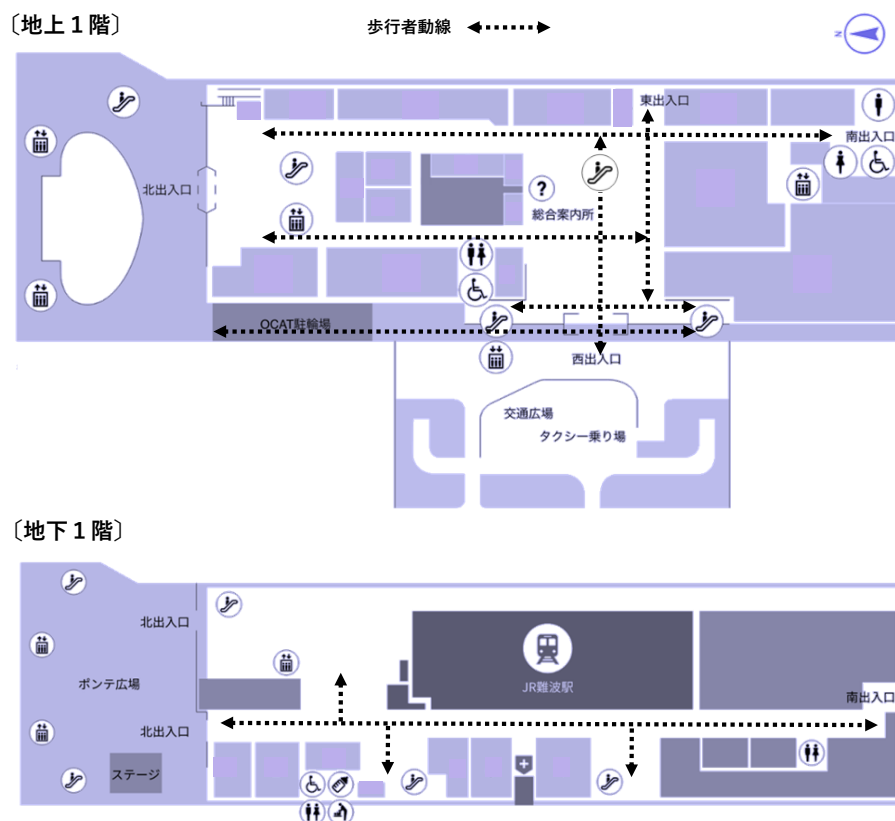 〔地上１階〕
歩行者動線
N
東出入口
南出入口
北出入口
?
総合案内所
OCAT駐輪場
西出入口
交通広場
タクシー乗り場
〔地下１階〕
北出入口
ポンテ広場
JR難波駅
南出入口
北出入口
ステージ